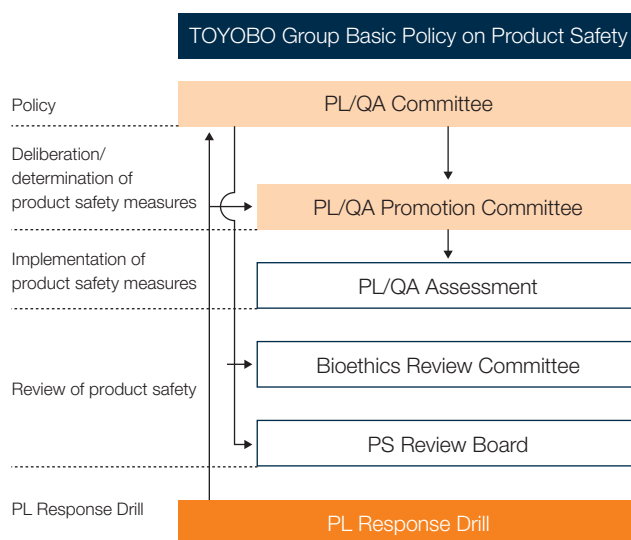 TOYOBO Group Basic Policy on Product Safety
Policy
PL/QA Committee
Deliberation/
determination of
product safety measures
PL/QA Promotion Committee
Implementation of
product safety measures
PL/QA Assessment
Review of product safety
Bioethics Review Committee
PS Review Board
PL Response Drill
PL Response Drill